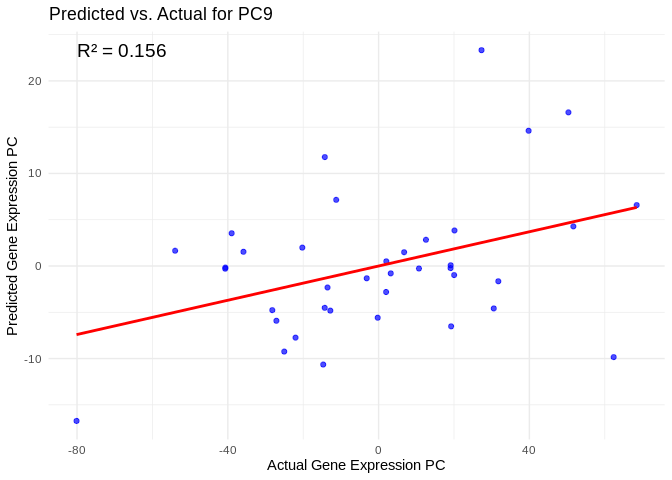 Predicted vs. Actual for PC9
R² = 0.156
Predicted Gene Expression PC
20
10
0
-10
-80
-40
0
40
Actual Gene Expression PC